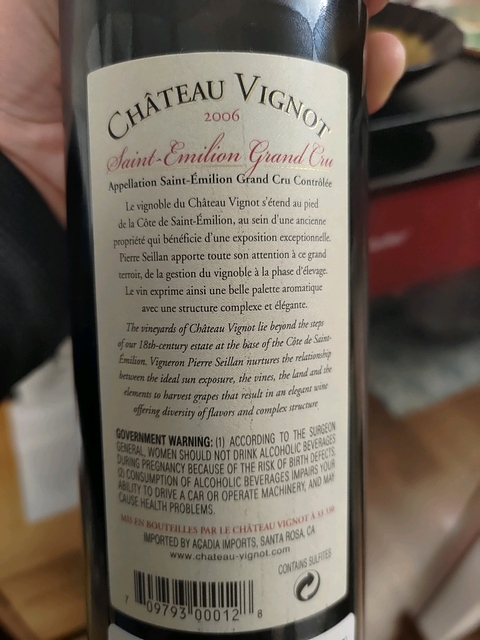 CHÂTEAU VIGNOT
2006
Saint-Emilion Grand Cru
Appellation Saint-Émilion Grand Cru Contrôlée
Le vignoble du Château Vignot s'étend au pied
de la Côte de Saint-Émilion, au sein d'une ancienne
propriété qui bénéficie d'une exposition exceptionnelle.
Pierre Seillan apporte toute son attention à ce grand
terroir, de la gestion du vignoble à la phase d'élevage.
Le vin exprime ainsi une belle palette aromatique
avec une structure complexe et élégante.
The vineyards of Château Vignot lie beyond the steps
of our 18th-century estate at the base of the Côte de Saint-
Émilion. Vigneron Pierre Seillan nurtures the relationship
between the ideal sun exposure, the vines, the land and the
elements to harvest grapes that result in an elegant wine
offering diversity of flavors and complex structure
GOVERNMENT WARNING: (1) ACCORDING TO THE SURGEON
GENERAL, WOMEN SHOULD NOT DRINK ALCOHOLIC BEVERAGES
DURING PREGNANCY BECAUSE OF THE RISK OF BIRTH DEFECTS.
(2) CONSUMPTION OF ALCOHOLIC BEVERAGES IMPAIRS YOUR
ABILITY TO DRIVE A CAR OR OPERATE MACHINERY, AND MAY
CAUSE HEALTH PROBLEMS.
MIS EN BOUTEILLES PAR LE CHÂTEAU VIGNOT À 33 330
IMPORTED BY ACADIA IMPORTS, SANTA ROSA, CA
www.chateau-vignot.com
CONTAINS SULFITES
7 09793 00012 8